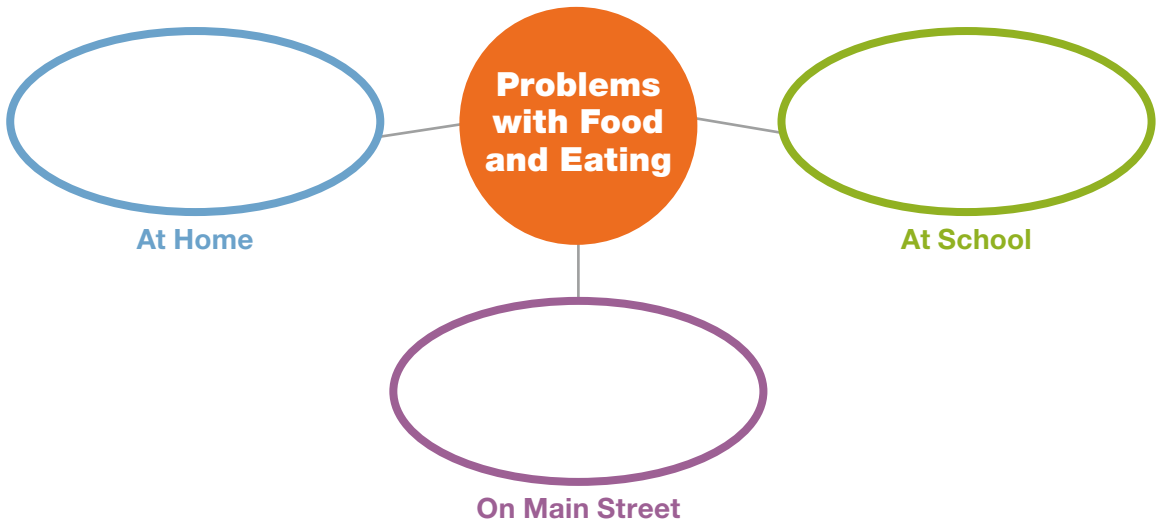 Problems
with Food
and Eating
At Home
At School
On Main Street